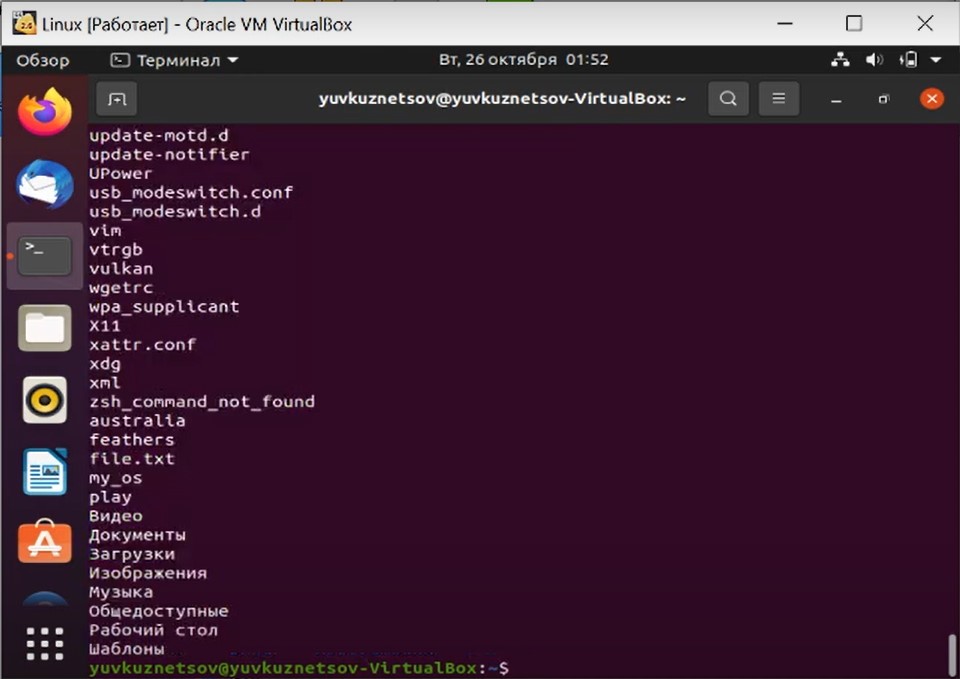 Linux [Работает] - Oracle VM VirtualBox
Обзор Терминал Вт, 26 октября 01:52
yuvkuznetsov@yuvkuznetsov-VirtualBox: ~
update-motd.d
update-notifier
UPower
usb_modeswitch.conf
usb_modeswitch.d
vim
vtrgb
vulkan
wgetrc
wpa_supplicant
X11
xattr.conf
xdg
xml
zsh_command_not_found
australia
feathers
file.txt
my_os
play
Видео
Документы
Загрузки
Изображения
Музыка
Общедоступные
Рабочий стол
Шаблоны
yuvkuznetsov@yuvkuznetsov-VirtualBox:~$